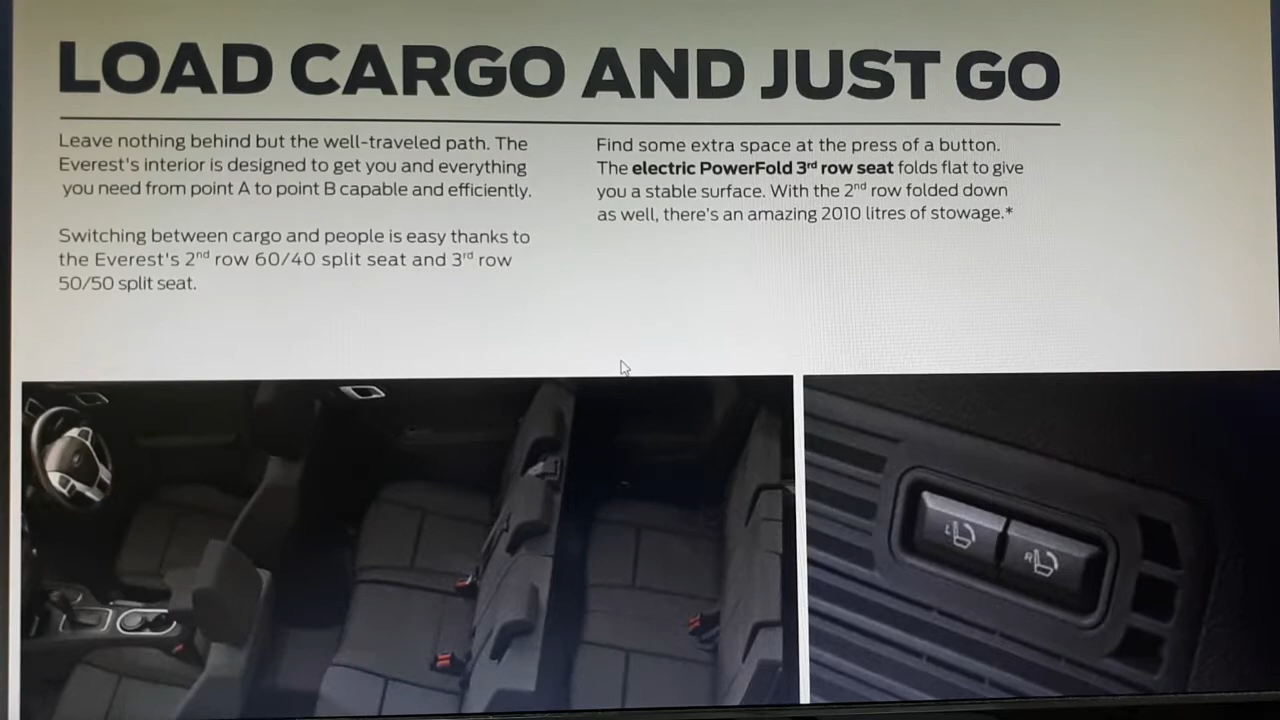 LOAD CARGO AND JUST GO
Leave nothing behind but the well-traveled path. The
Everest's interior is designed to get you and everything
you need from point A to point B capable and efficiently.
Switching between cargo and people is easy thanks to
the Everest's 2nd row 60/40 split seat and 3rd row
50/50 split seat.
Find some extra space at the press of a button.
The electric PowerFold 3rd row seat folds flat to give
you a stable surface. With the 2nd row folded down
as well, there's an amazing 2010 litres of stowage.*
L
R